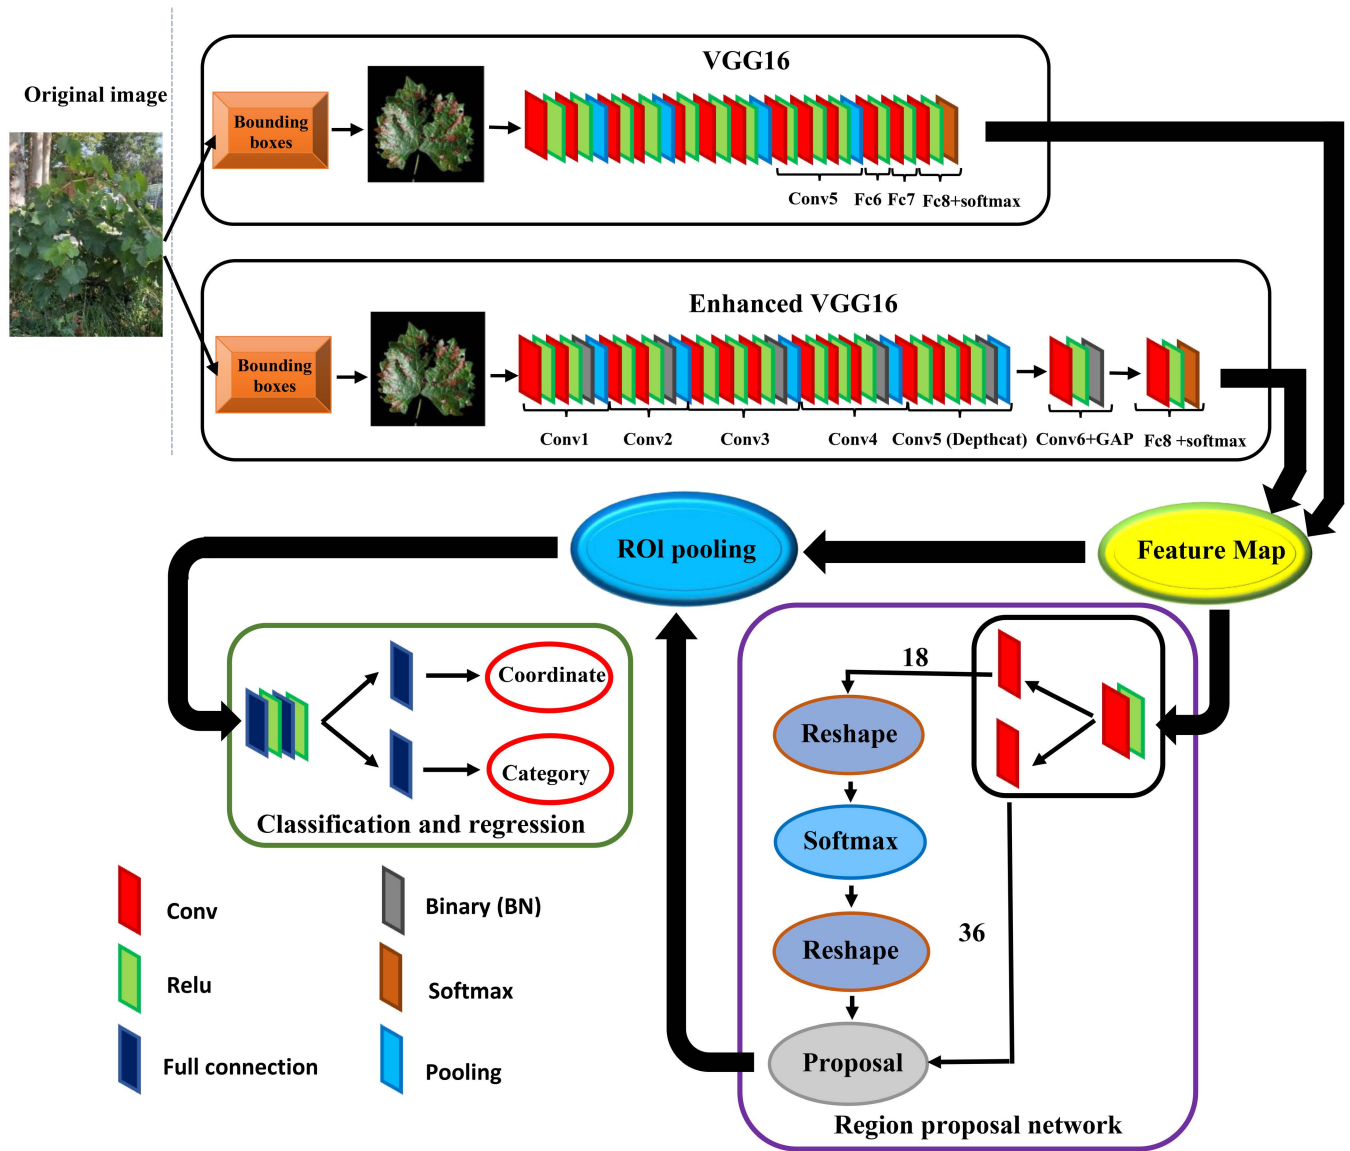 Original image
VGG16
Bounding
boxes
Conv5
Fc6
Fc7
Fc8+softmax
Enhanced VGG16
Bounding
boxes
Conv1
Conv2
Conv3
Conv4
Conv5 (Depthcat)
Conv6+GAP
Fc8 +softmax
ROl pooling
Feature Map
18
Reshape
Softmax
Reshape
36
Proposal
Region proposal network
Coordinate
Category
Classification and regression
Conv
Relu
Full connection
Binary (BN)
Softmax
Pooling